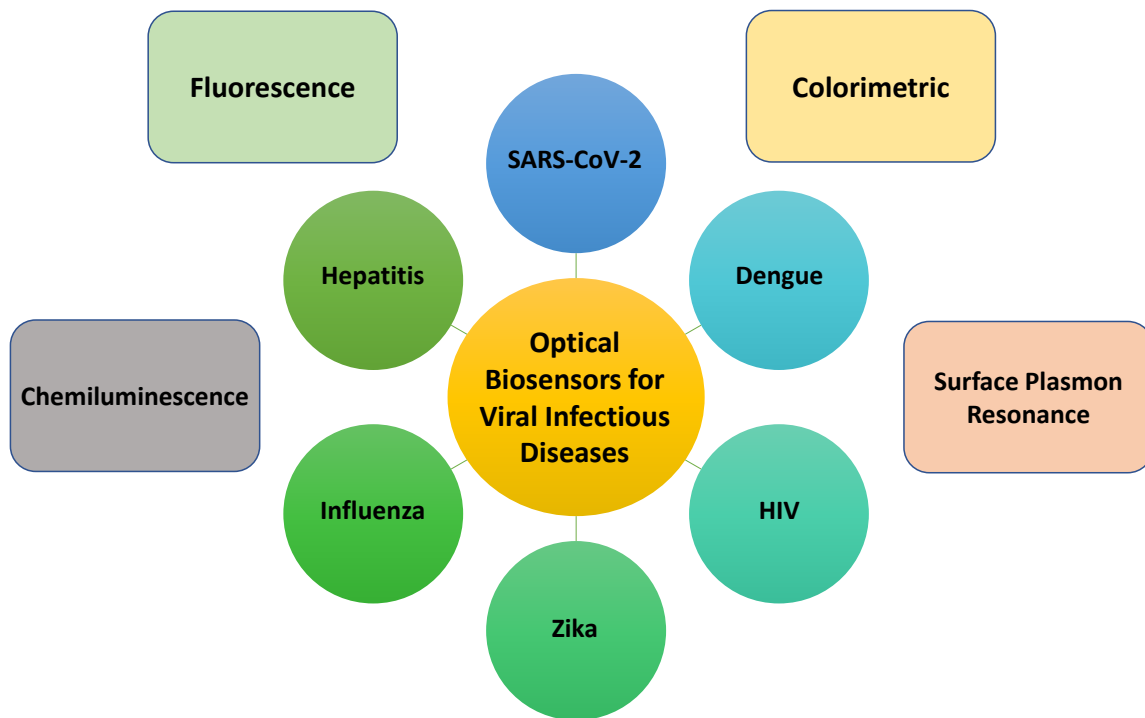 Fluorescence
Colorimetric
SARS-CoV-2
Hepatitis
Dengue
Optical
Biosensors for
Viral Infectious
Diseases
Chemiluminescence
Surface Plasmon
Resonance
Influenza
HIV
Zika